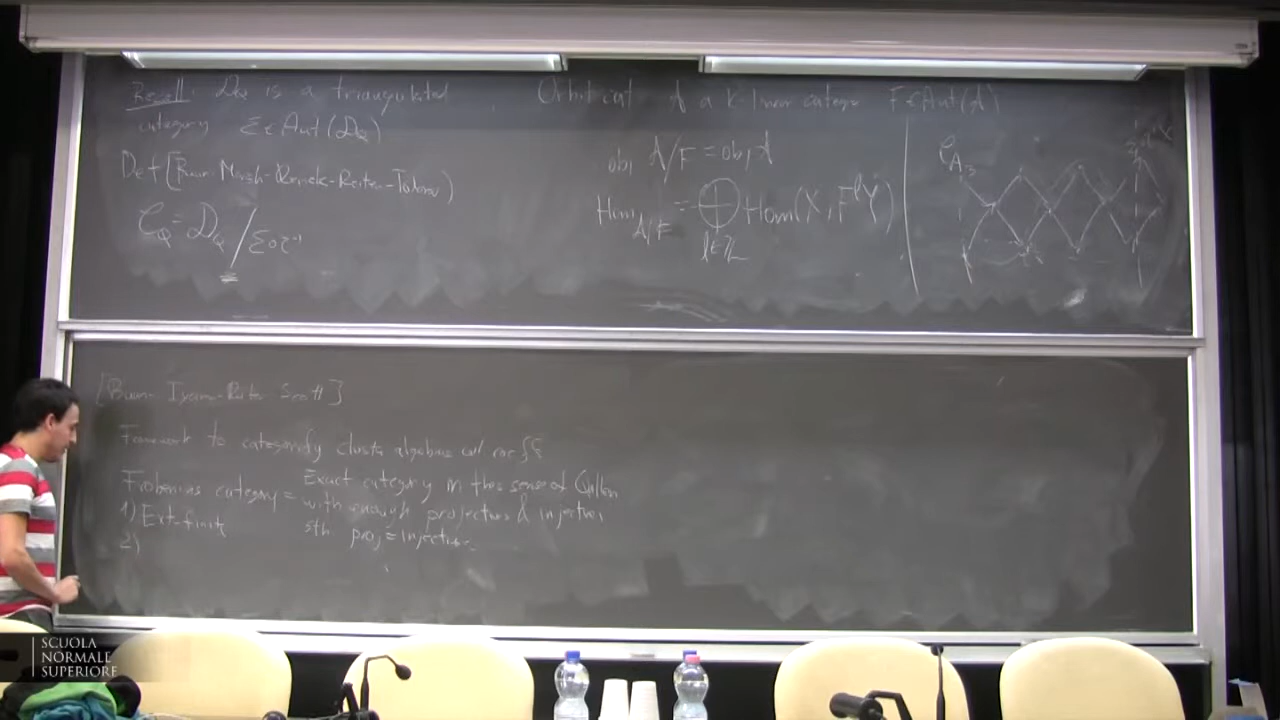 Recall: D_Q is a triangulated
category Σ∈Aut(D_Q)
Def [Buan-Marsh-Reineke-Reiten-Todorov)
C_Q = D_Q / Σ∘τ⁻¹
Orbit cat A a k-linear category F∈Aut(A)
obj A/F = obj A
Hom_{A/F} = ⊕_{l∈ℤ} Hom(X, F^l Y)
C_{A_3}
[Buan-Iyama-Reiten Scott]
Framework to categorify cluster algebras w/ coeff
Frobenius category = Exact category in the sense of Quillen
with enough projectives & injectives
sth proj = injectives
1) Ext-finite
2)
SCUOLA
NORMALE
SUPERIORE